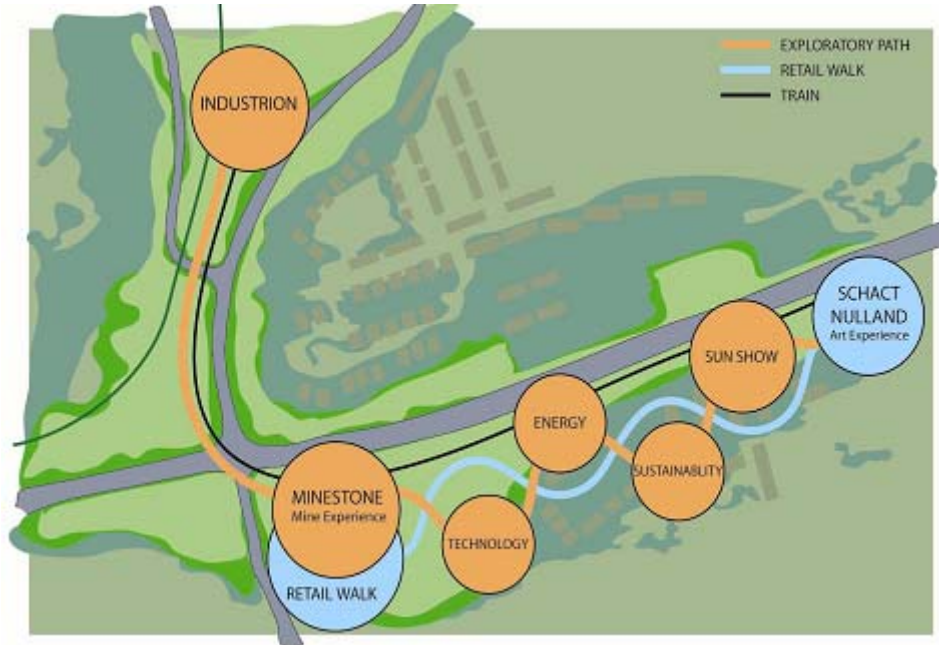 EXPLORATORY PATH
RETAIL WALK
TRAIN
INDUSTRION
SCHACT
NULLAND
Art Experience
SUN SHOW
ENERGY
SUSTAINABLITY
MINESTONE
Mine Experience
TECHNOLOGY
RETAIL WALK